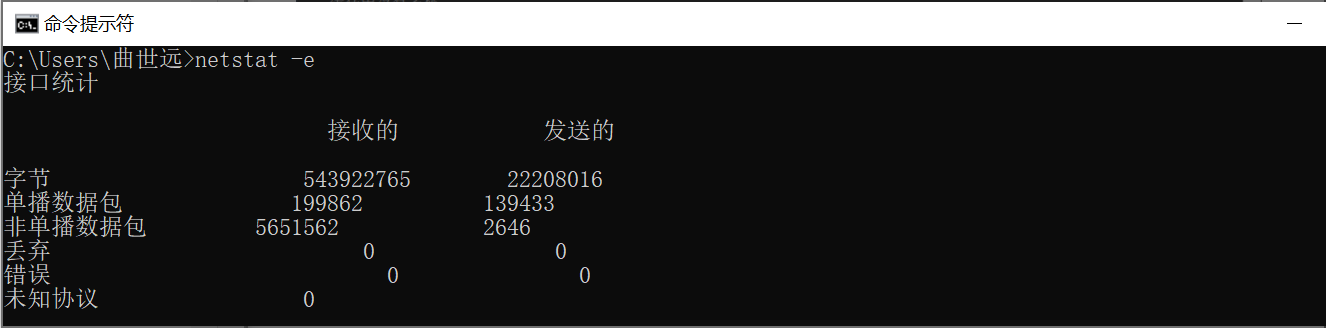 命令提示符
C:\Users\曲世远>netstat -e
接口统计
接收的 发送的
字节 543922765 22208016
单播数据包 199862 139433
非单播数据包 5651562 2646
丢弃 0 0
错误 0 0
未知协议 0